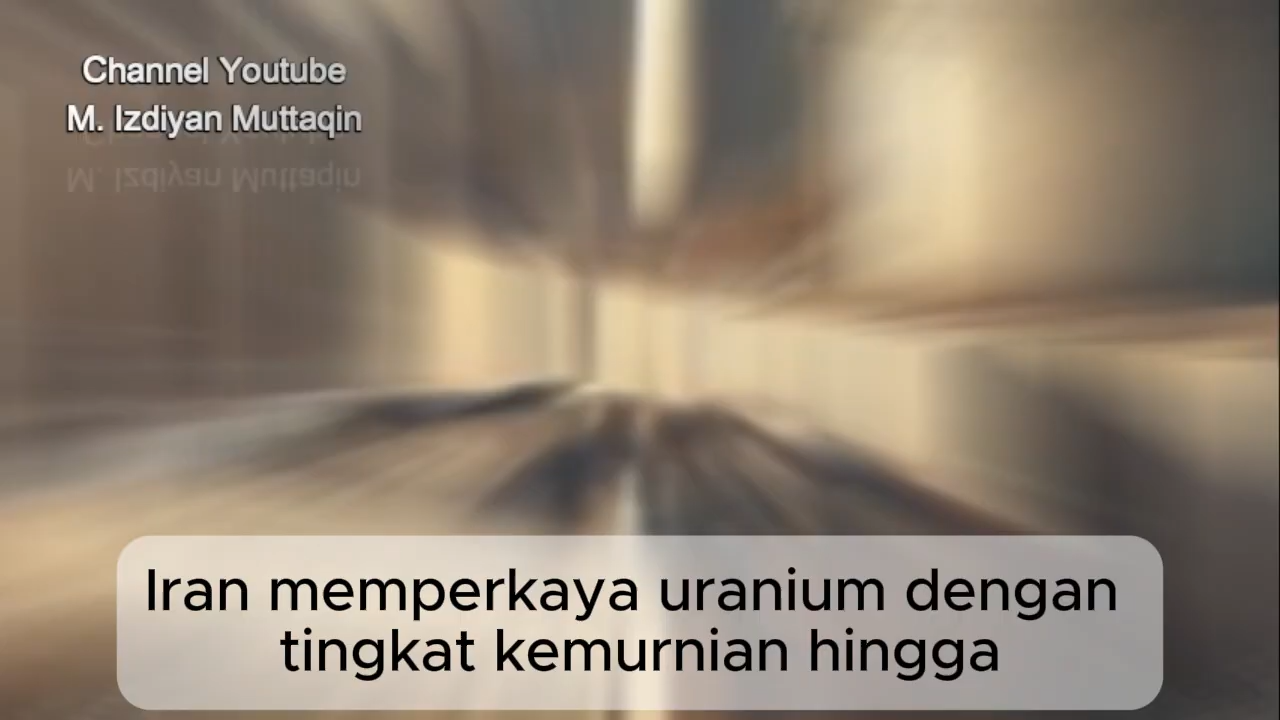 Channel Youtube
M. Izdiyan Muttaqin
Iran memperkaya uranium dengan
tingkat kemurnian hingga